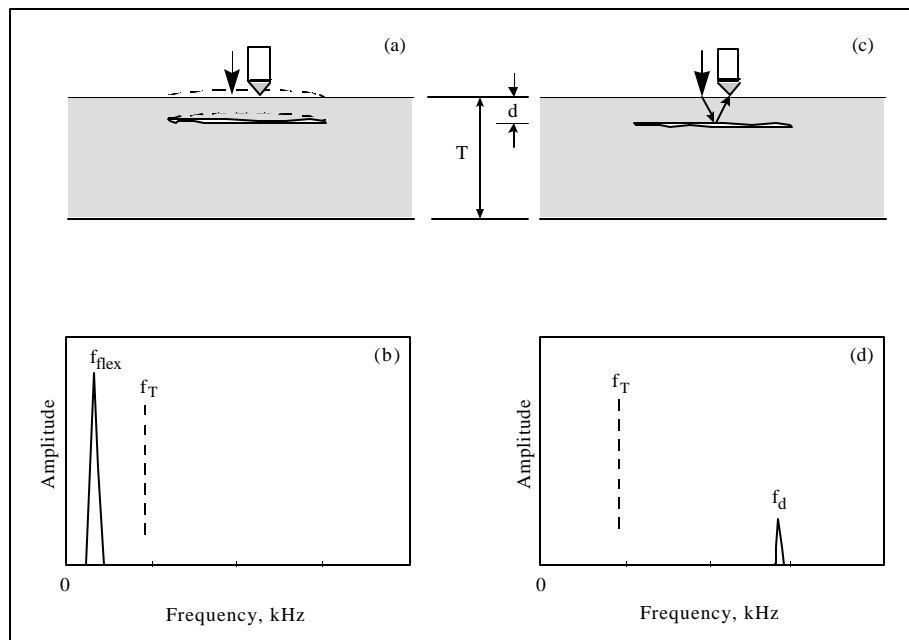 (a)
(c)
d
T
(b)
f_flex
f_T
Amplitude
0
Frequency, kHz
(d)
f_T
f_d
Amplitude
0
Frequency, kHz